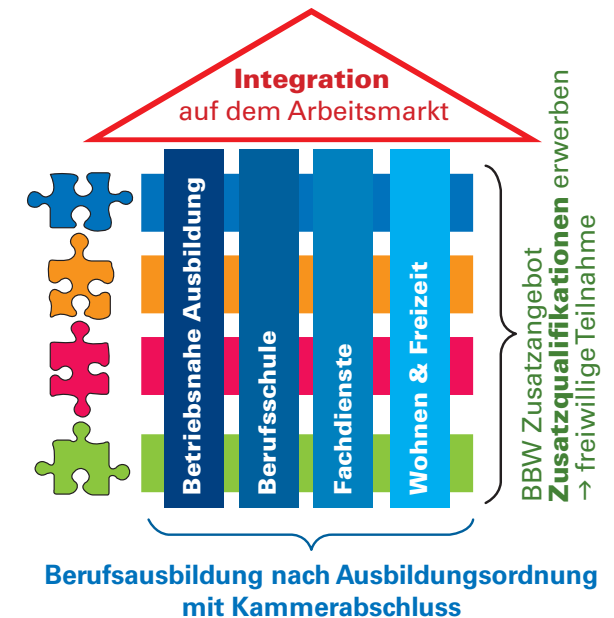 Integration
auf dem Arbeitsmarkt
Betriebsnahe Ausbildung
Berufsschule
Fachdienste
Wohnen & Freizeit
BBW Zusatzangebot
Zusatzqualifikationen erwerben
→ freiwillige Teilnahme
Berufsausbildung nach Ausbildungsordnung
mit Kammerabschluss